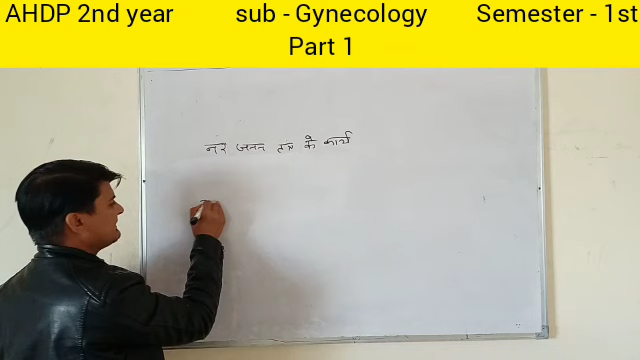 AHDP 2nd year sub - Gynecology Semester - 1st
Part 1
नर जनन तंत्र के कार्य